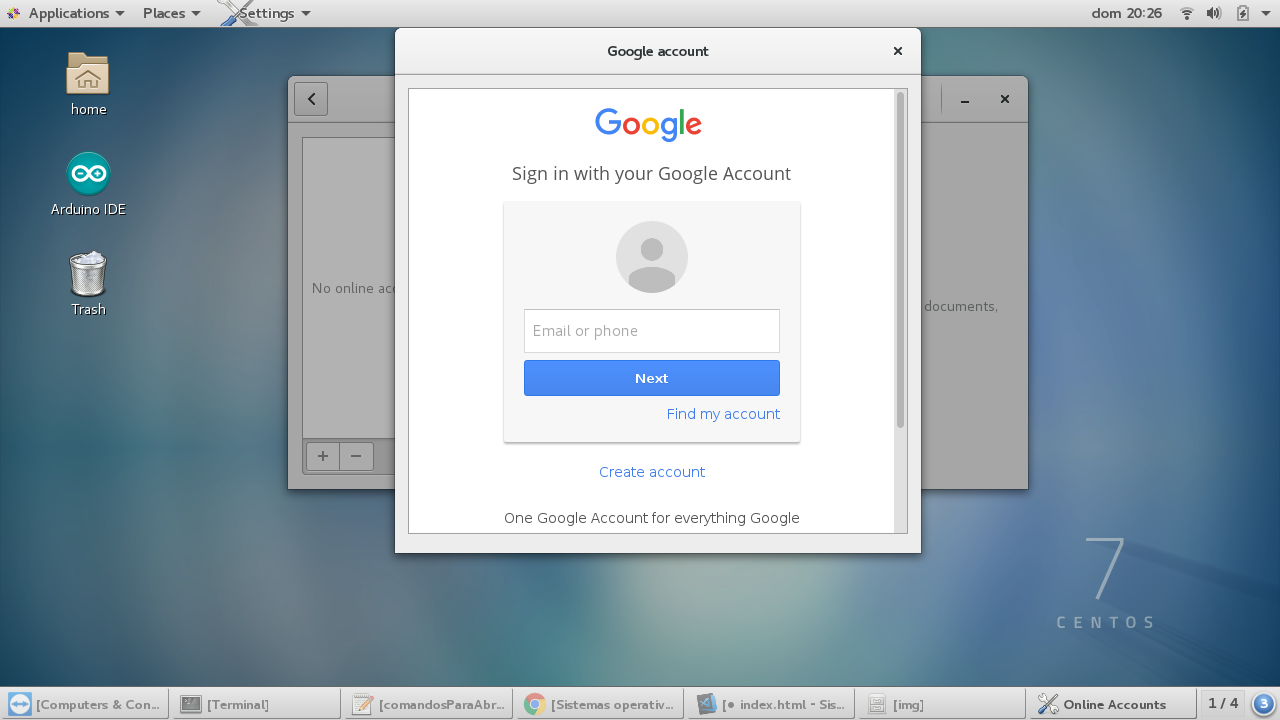 Applications
Places
Settings
dom 20:26
Google account
home
Arduino IDE
Trash
No online acc
documents,
Google
Sign in with your Google Account
Email or phone
Next
Find my account
Create account
One Google Account for everything Google
7
CENTOS
[Computers & Con...
[Terminal]
[comandosParaAbr...
[Sistemas operativ...
[● index.html - Sis...
[img]
Online Accounts
1 / 4
3